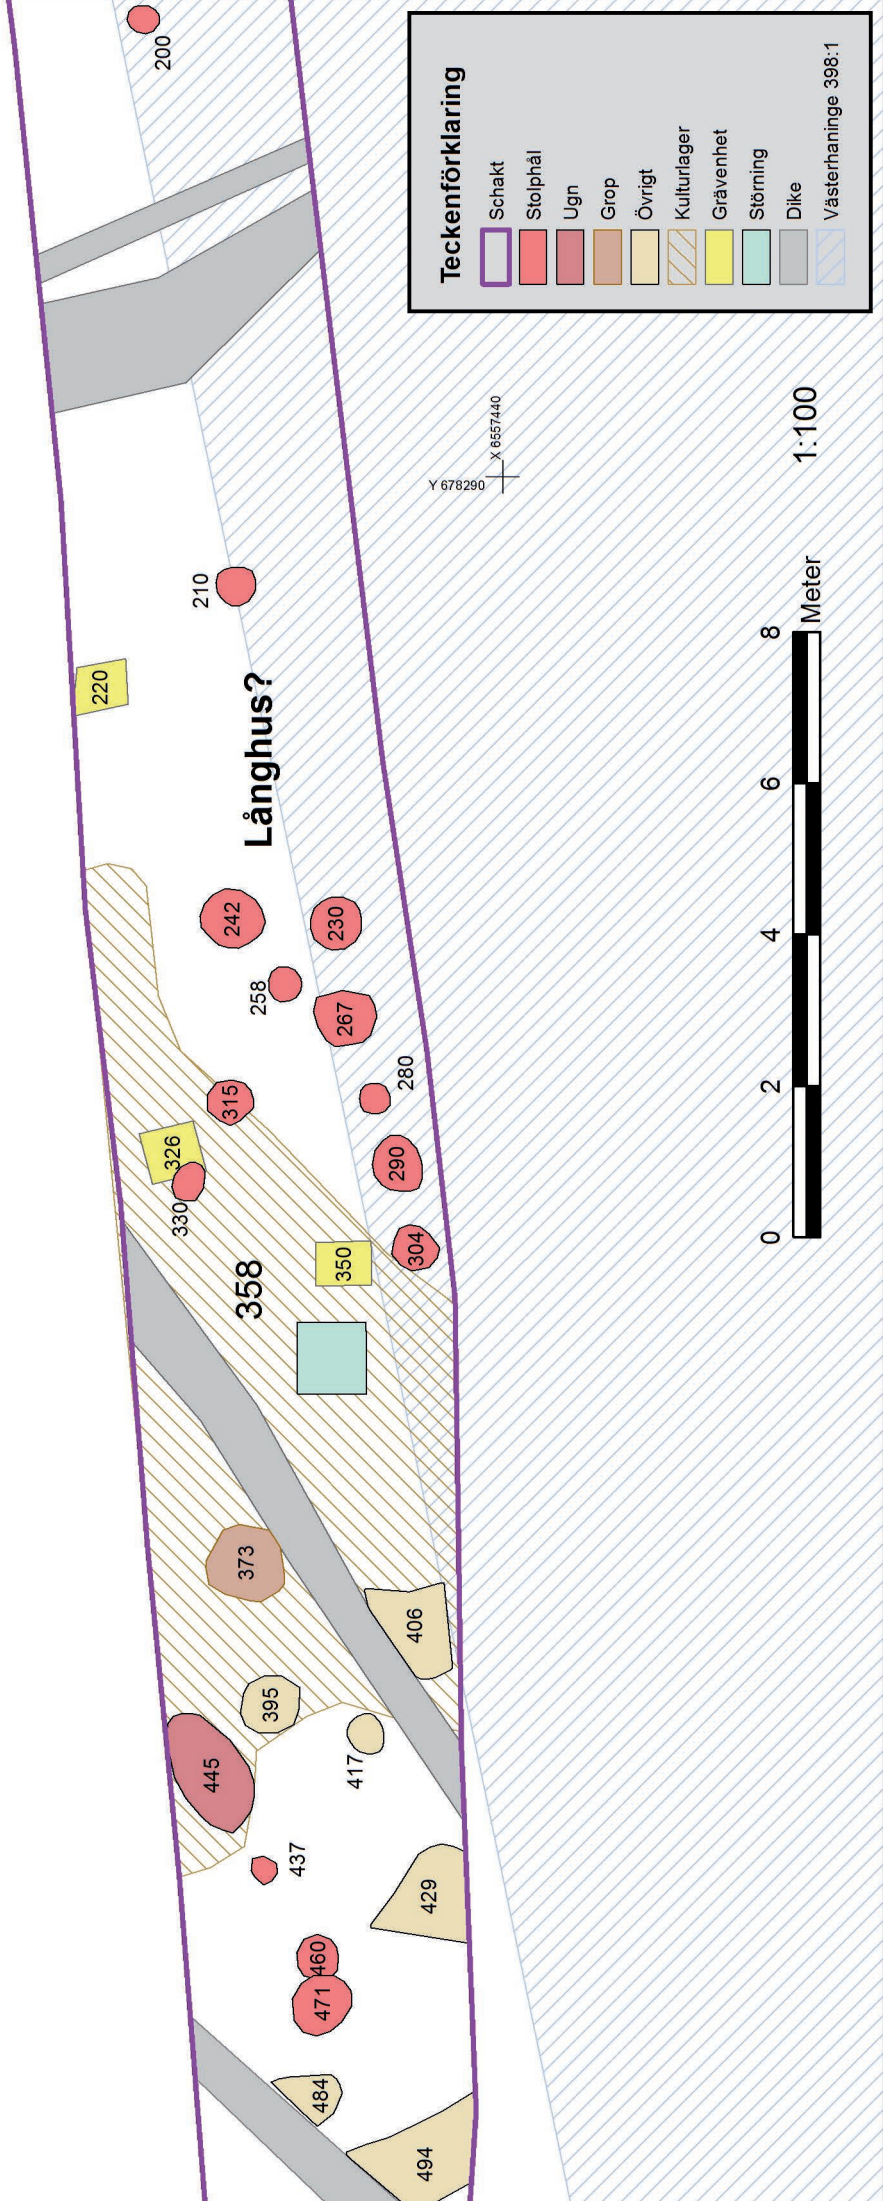 200
210
220
Långhus?
242
230
258
267
280
315
326
330
290
304
350
358
373
406
395
417
445
437
429
460
471
484
494
Y 678290
X 6557440
1:100
0 2 4 6 8
Meter
Teckenförklaring
Schakt
Stolphål
Ugn
Grop
Övrigt
Kulturlager
Grävenhet
Störning
Dike
Västerhaninge 398:1